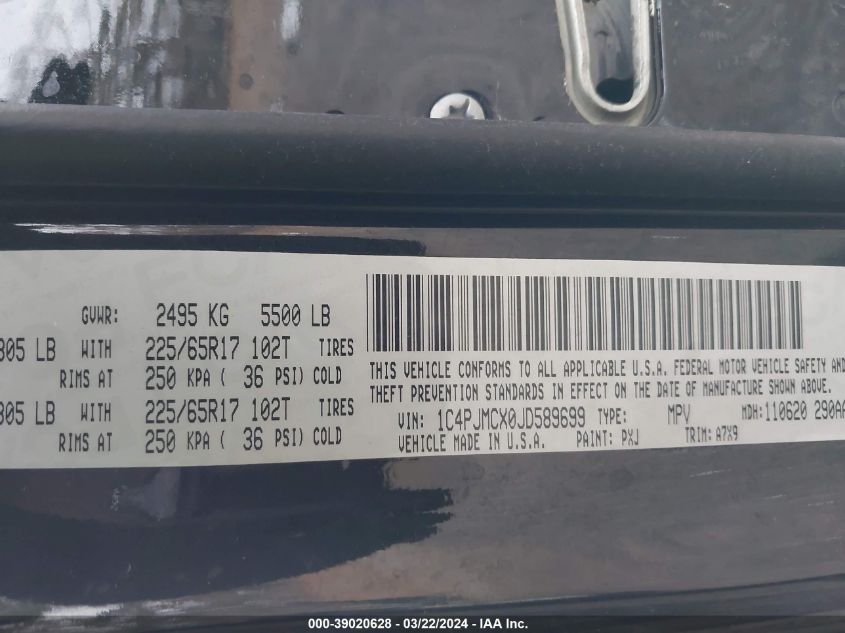 GVWR: 2495 KG 5500 LB
805 LB WITH 225/65R17 102T TIRES
RIMS AT 250 KPA ( 36 PSI) COLD
805 LB WITH 225/65R17 102T TIRES
RIMS AT 250 KPA ( 36 PSI) COLD
THIS VEHICLE CONFORMS TO ALL APPLICABLE U.S.A. FEDERAL MOTOR VEHICLE SAFETY AND
THEFT PREVENTION STANDARDS IN EFFECT ON THE DATE OF MANUFACTURE SHOWN ABOVE.
VIN: 1C4PJMCX0JD589699 TYPE: MPV MDH: 110620 290AA
VEHICLE MADE IN U.S.A. PAINT: PXJ TRIM: A7X9
000-39020628 - 03/22/2024 - IAA Inc.